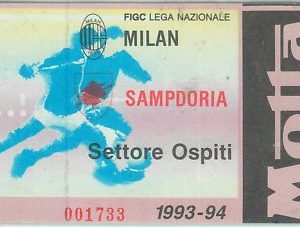 FIGC LEGA NAZIONALE
MILAN
SAMPDORIA
Settore Ospiti
001733 1993-94
Motta